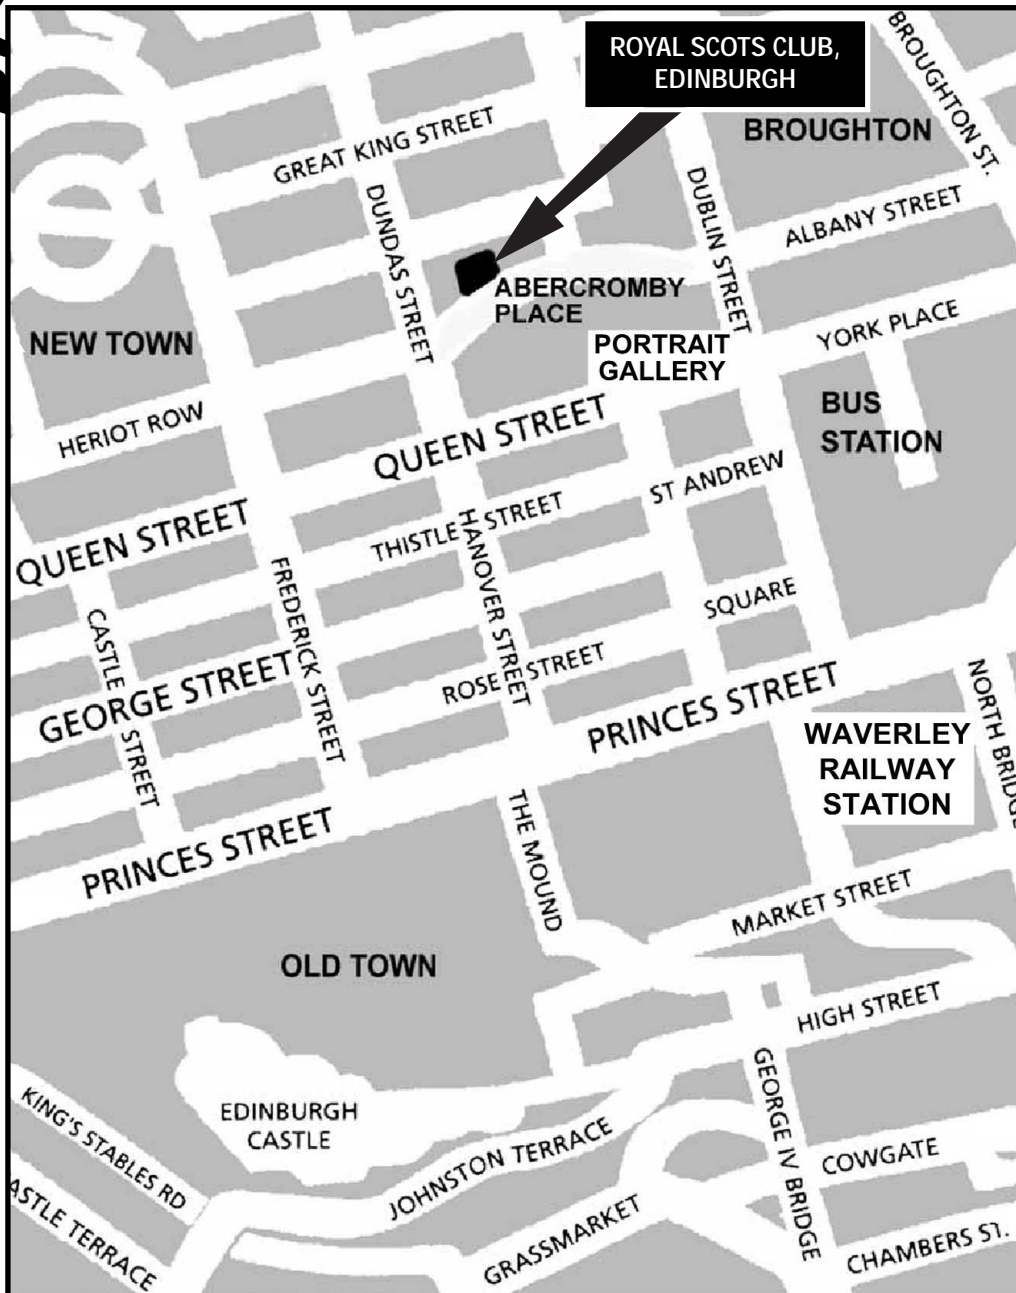 ROYAL SCOTS CLUB,
EDINBURGH
BROUGHTON ST.
BROUGHTON
GREAT KING STREET
DUNDAS STREET
DUBLIN STREET
ALBANY STREET
ABERCROMBY
PLACE
NEW TOWN
PORTRAIT
GALLERY
YORK PLACE
HERIOT ROW
QUEEN STREET
BUS
STATION
ST ANDREW
QUEEN STREET
THISTLE STREET
HANOVER STREET
FREDERICK STREET
CASTLE STREET
SQUARE
GEORGE STREET
ROSE STREET
PRINCES STREET
NORTH BRIDGE
WAVERLEY
RAILWAY
STATION
PRINCES STREET
THE MOUND
MARKET STREET
OLD TOWN
HIGH STREET
GEORGE IV BRIDGE
EDINBURGH
CASTLE
KING'S STABLES RD
JOHNSTON TERRACE
COWGATE
ASTLE TERRACE
GRASSMARKET
CHAMBERS ST.